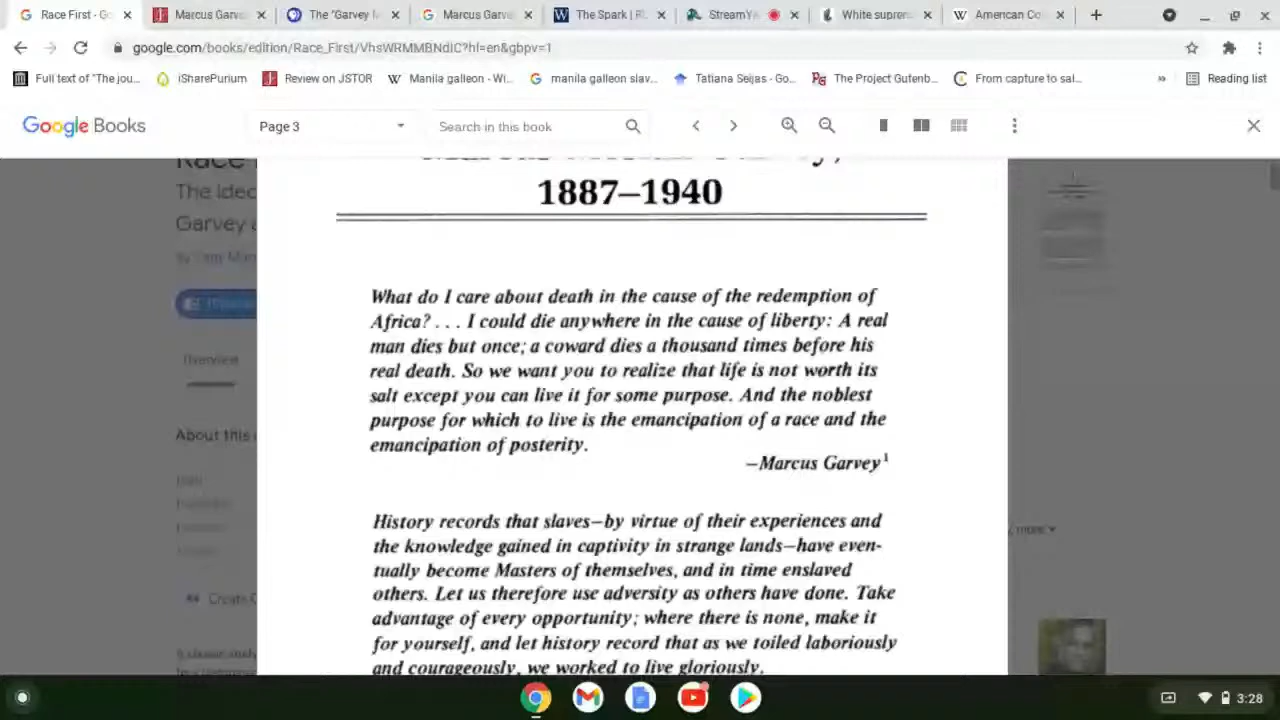 Race First - G
Marcus Garv
The "Garvey
Marcus Garv
The Spark |
StreamY
White suprem
American Co
google.com/books/edition/Race_First/VhsWRMMBNdIC?hl=en&gbpv=1
Full text of "The jou...
iSharePurium
Review on JSTOR
Manila galleon - Wi...
manila galleon slav...
Tatiana Seijas - Go...
The Project Gutenb...
From capture to sal...
»
Reading list
Google Books
Page 3
Search in this book
Race
The Ideo
Garvey a
1887–1940
What do I care about death in the cause of the redemption of
Africa? . . . I could die anywhere in the cause of liberty: A real
man dies but once; a coward dies a thousand times before his
real death. So we want you to realize that life is not worth its
salt except you can live it for some purpose. And the noblest
purpose for which to live is the emancipation of a race and the
emancipation of posterity.
—Marcus Garvey¹
Overview
About this
History records that slaves—by virtue of their experiences and
the knowledge gained in captivity in strange lands—have even-
tually become Masters of themselves, and in time enslaved
others. Let us therefore use adversity as others have done. Take
advantage of every opportunity; where there is none, make it
for yourself, and let history record that as we toiled laboriously
and courageously, we worked to live gloriously.
more
Create C
3:28